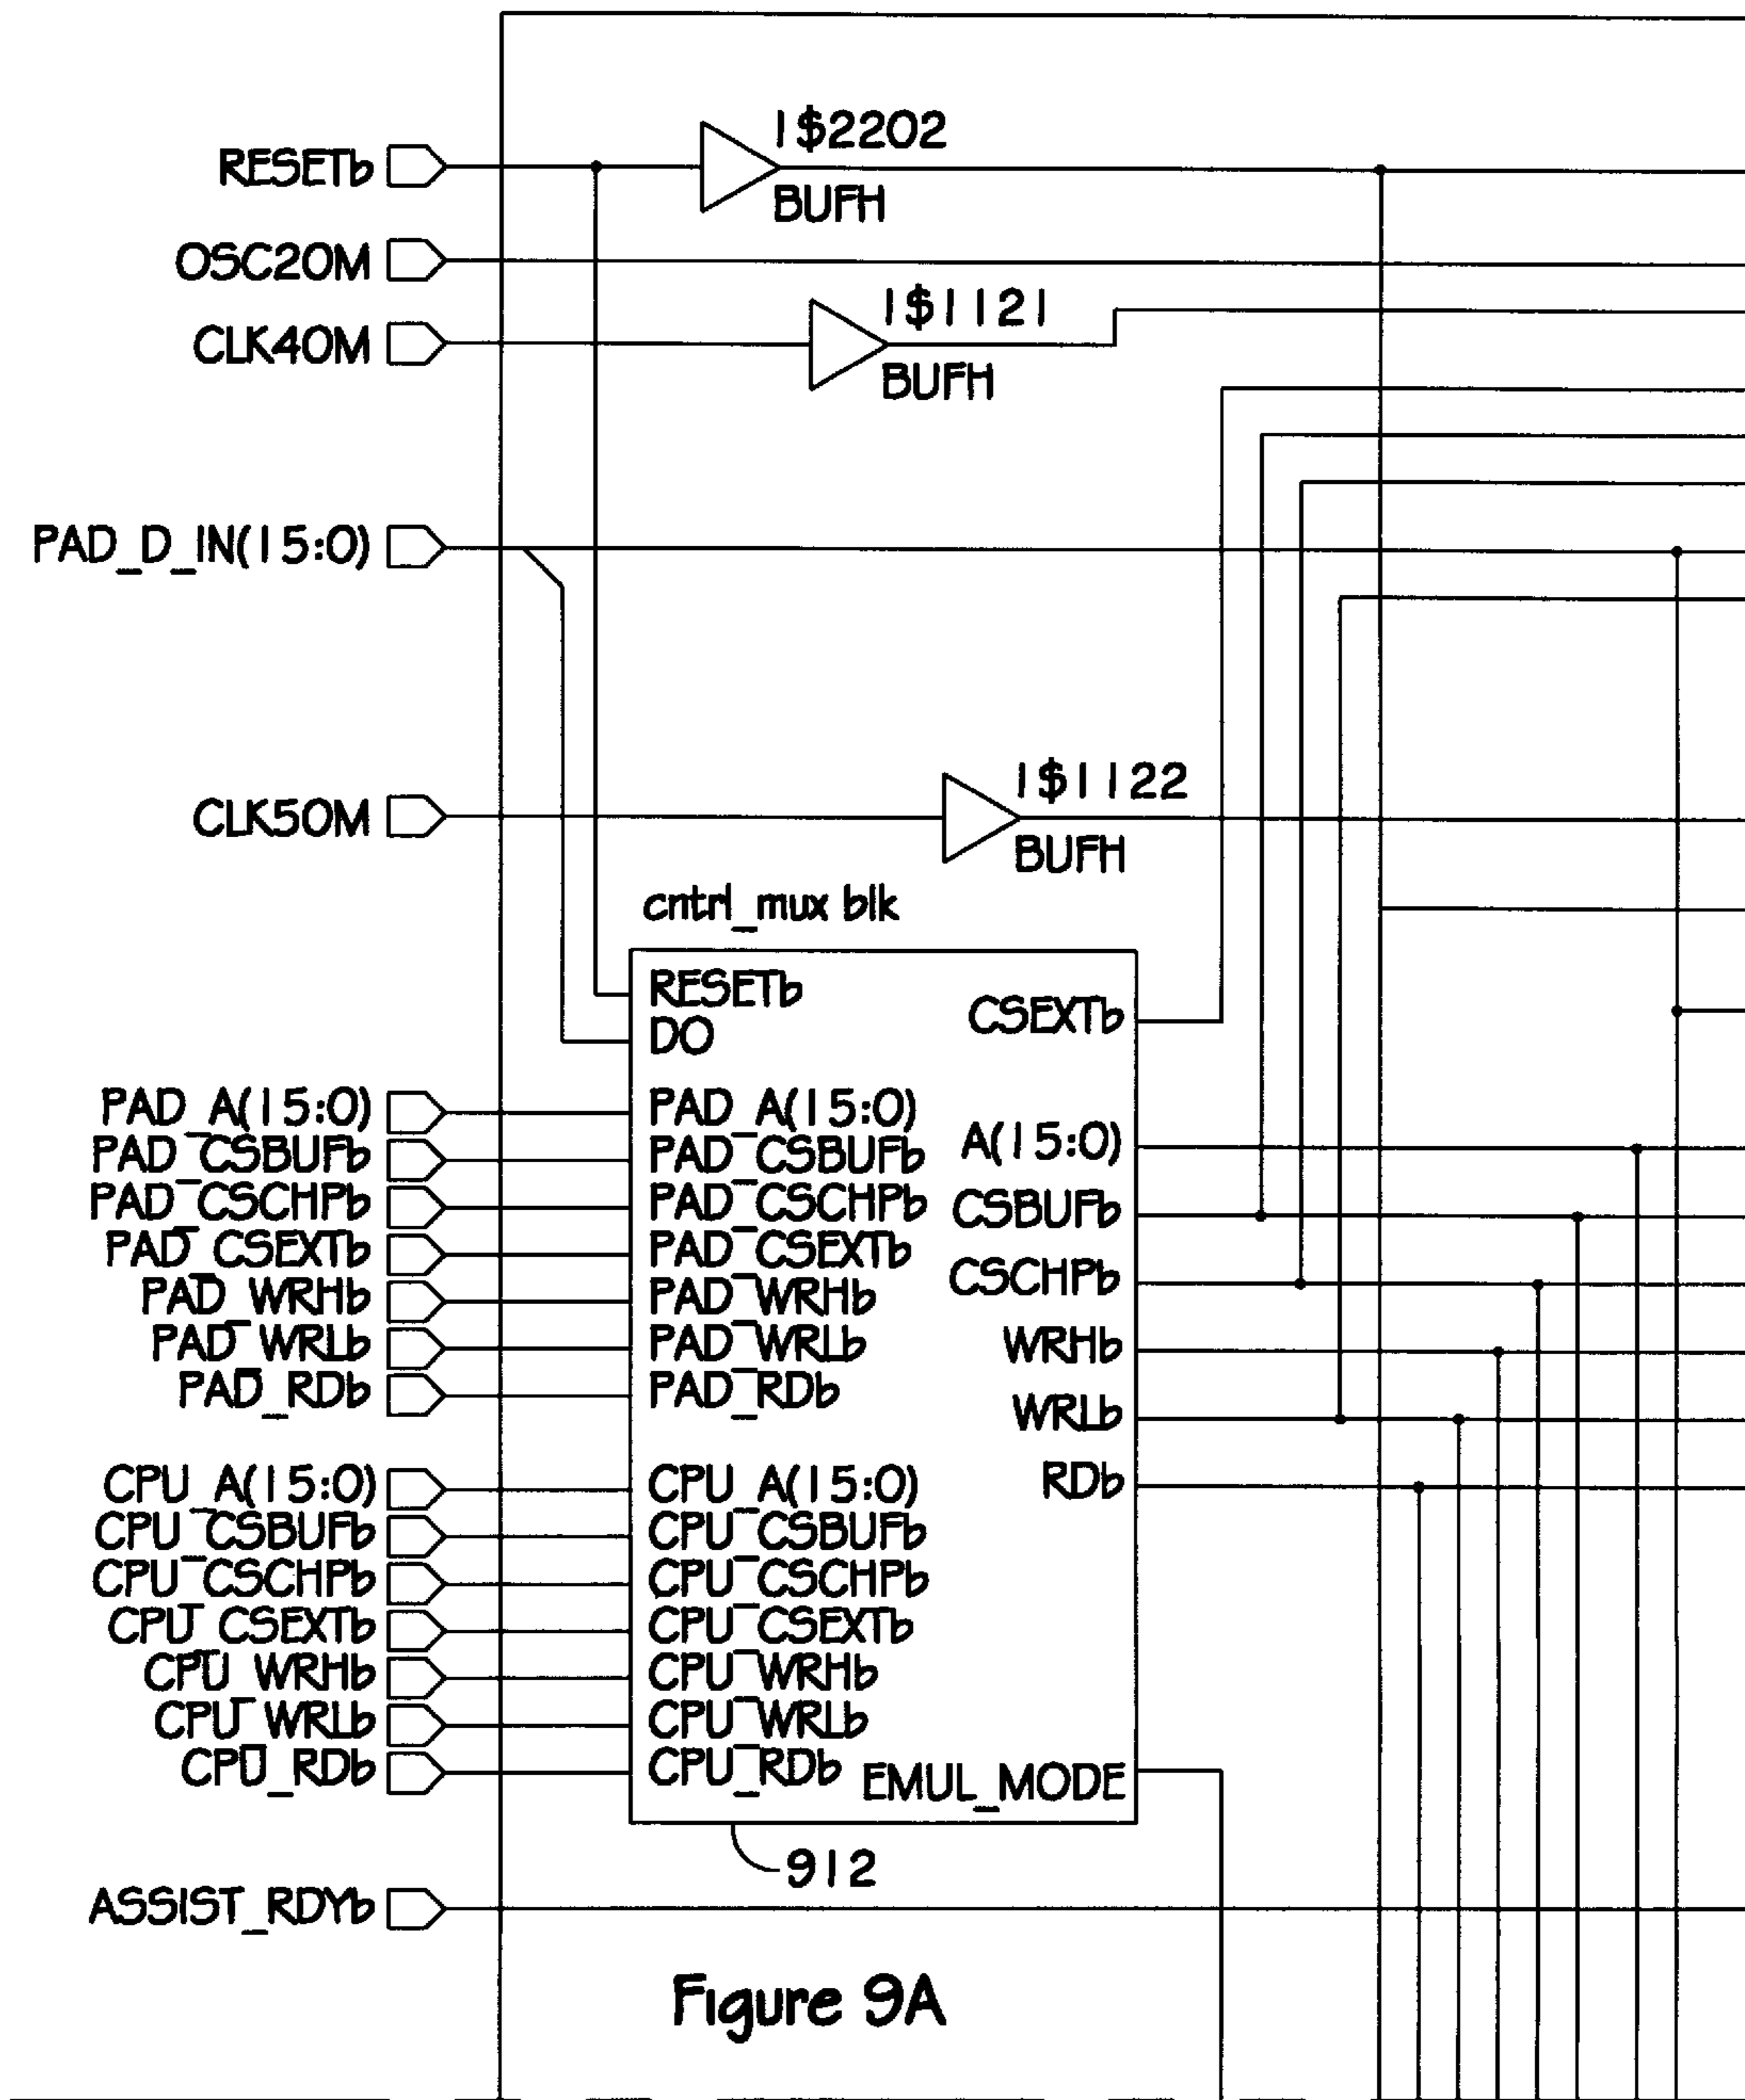 1$2202
RESETb
BUFH
OSC20M
1$1121
CLK40M
BUFH
PAD_D_IN(15:0)
1$1122
CLK50M
BUFH
cntrl_mux blk
RESETb
CSEXTb
DO
PAD_A(15:0) PAD_A(15:0)
A(15:0)
PAD_CSBUFb PAD_CSBUFb
PAD_CSCHPb PAD_CSCHPb CSBUFb
PAD_CSEXTb PAD_CSEXTb
CSCHPb
PAD_WRHb PAD_WRHb
PAD_WRLb PAD_WRLb WRHb
PAD_RDb PAD_RDb
WRLb
CPU_A(15:0) CPU_A(15:0) RDb
CPU_CSBUFb CPU_CSBUFb
CPU_CSCHPb CPU_CSCHPb
CPU_CSEXTb CPU_CSEXTb
CPU_WRHb CPU_WRHb
CPU_WRLb CPU_WRLb
CPU_RDb CPU_RDb EMUL_MODE
912
ASSIST_RDYb
Figure 9A